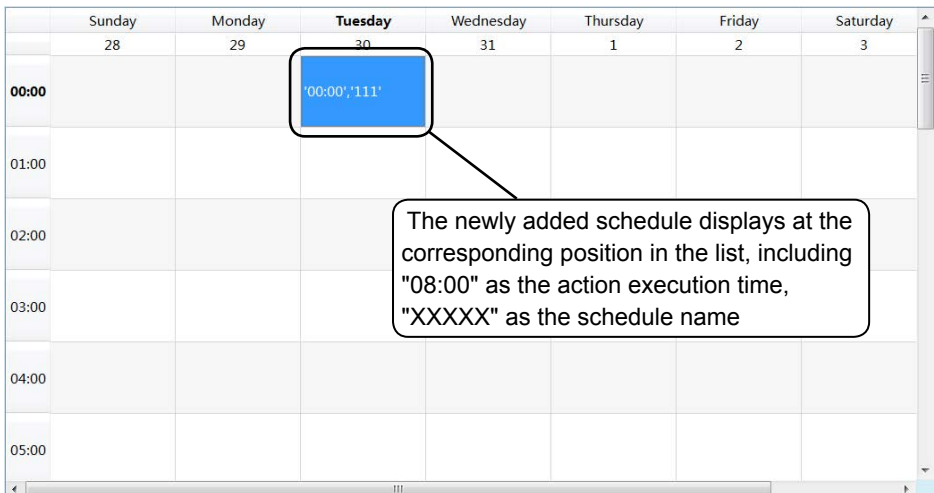 Sunday Monday Tuesday Wednesday Thursday Friday Saturday
28 29 30 31 1 2 3
00:00 '00:00','111'
01:00
02:00
The newly added schedule displays at the
corresponding position in the list, including
"08:00" as the action execution time,
"XXXXX" as the schedule name
03:00
04:00
05:00